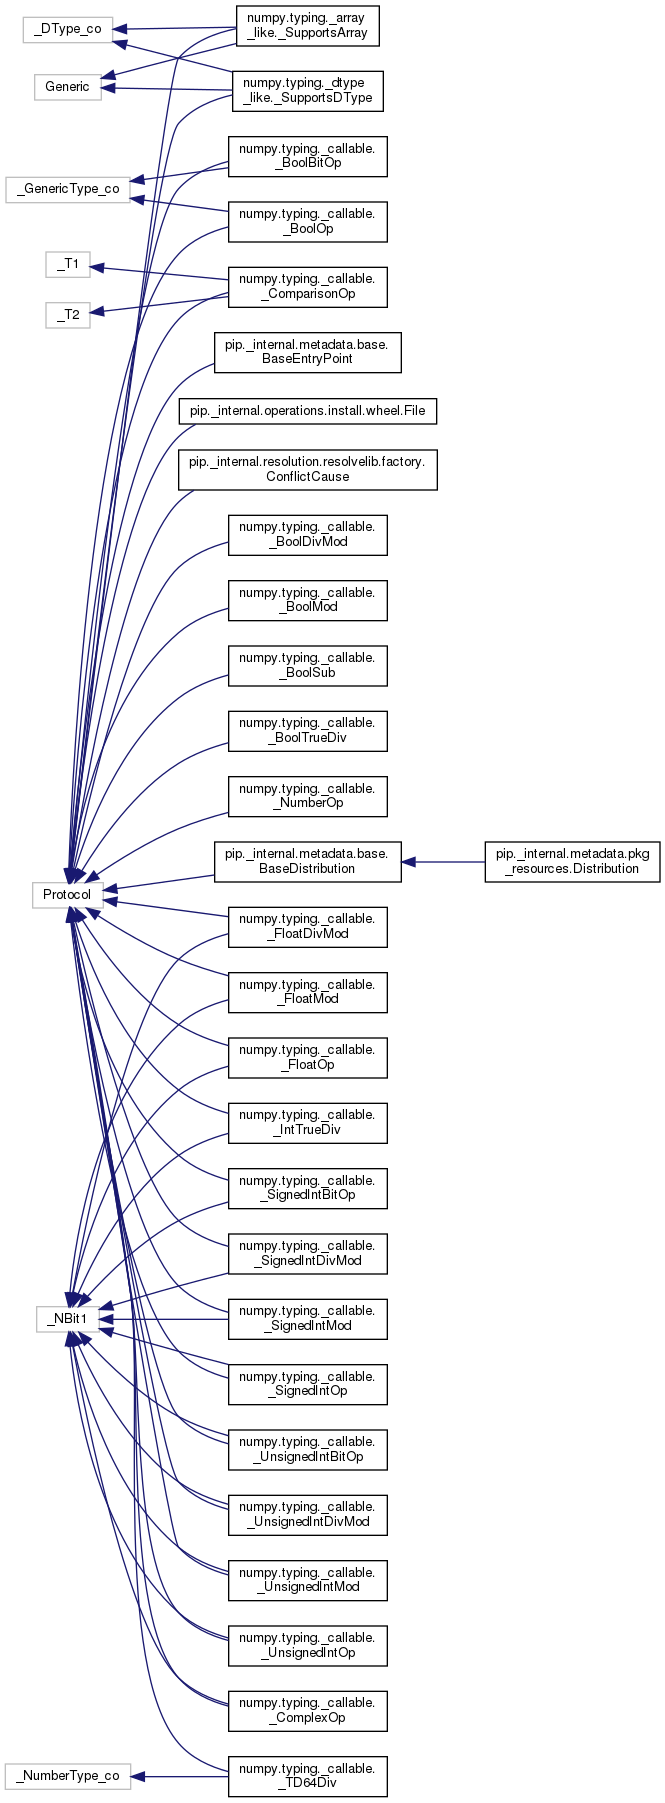 _DType_co
Generic
_GenericType_co
_T1
_T2
Protocol
_NBit1
_NumberType_co
numpy.typing._array
_like._SupportsArray
numpy.typing._dtype
_like._SupportsDType
numpy.typing._callable.
_BoolBitOp
numpy.typing._callable.
_BoolOp
numpy.typing._callable.
_ComparisonOp
pip._internal.metadata.base.
BaseEntryPoint
pip._internal.operations.install.wheel.File
pip._internal.resolution.resolvelib.factory.
ConflictCause
numpy.typing._callable.
_BoolDivMod
numpy.typing._callable.
_BoolMod
numpy.typing._callable.
_BoolSub
numpy.typing._callable.
_BoolTrueDiv
numpy.typing._callable.
_NumberOp
pip._internal.metadata.base.
BaseDistribution
pip._internal.metadata.pkg
_resources.Distribution
numpy.typing._callable.
_FloatDivMod
numpy.typing._callable.
_FloatMod
numpy.typing._callable.
_FloatOp
numpy.typing._callable.
_IntTrueDiv
numpy.typing._callable.
_SignedIntBitOp
numpy.typing._callable.
_SignedIntDivMod
numpy.typing._callable.
_SignedIntMod
numpy.typing._callable.
_SignedIntOp
numpy.typing._callable.
_UnsignedIntBitOp
numpy.typing._callable.
_UnsignedIntDivMod
numpy.typing._callable.
_UnsignedIntMod
numpy.typing._callable.
_UnsignedIntOp
numpy.typing._callable.
_ComplexOp
numpy.typing._callable.
_TD64Div